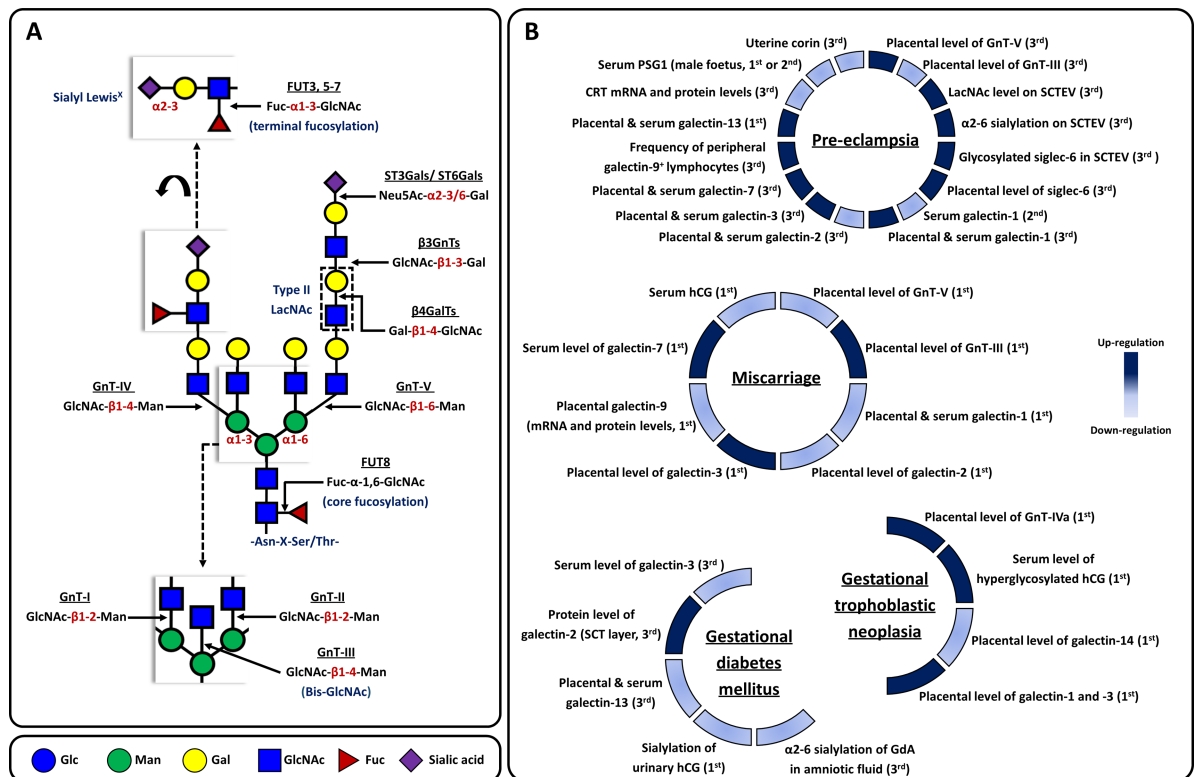 A
Sialyl Lewisˣ
α2-3
FUT3, 5-7
Fuc-α1-3-GlcNAc
(terminal fucosylation)
ST3Gals/ ST6Gals
Neu5Ac-α2-3/6-Gal
β3GnTs
GlcNAc-β1-3-Gal
Type II
LacNAc
β4GalTs
Gal-β1-4-GlcNAc
GnT-IV
GlcNAc-β1-4-Man
GnT-V
GlcNAc-β1-6-Man
α1-3
α1-6
FUT8
Fuc-α-1,6-GlcNAc
(core fucosylation)
-Asn-X-Ser/Thr-
GnT-I
GlcNAc-β1-2-Man
GnT-II
GlcNAc-β1-2-Man
GnT-III
GlcNAc-β1-4-Man
(Bis-GlcNAc)
Glc
Man
Gal
GlcNAc
Fuc
Sialic acid
B
Pre-eclampsia
Uterine corin (3rd)
Serum PSG1 (male foetus, 1st or 2nd)
CRT mRNA and protein levels (3rd)
Placental & serum galectin-13 (1st)
Frequency of peripheral
galectin-9+ lymphocytes (3rd)
Placental & serum galectin-7 (3rd)
Placental & serum galectin-3 (3rd)
Placental & serum galectin-2 (3rd)
Placental level of GnT-V (3rd)
Placental level of GnT-III (3rd)
LacNAc level on SCTEV (3rd)
α2-6 sialylation on SCTEV (3rd)
Glycosylated siglec-6 in SCTEV (3rd )
Placental level of siglec-6 (3rd)
Serum galectin-1 (2nd)
Placental & serum galectin-1 (3rd)
Miscarriage
Serum hCG (1st)
Serum level of galectin-7 (1st)
Placental galectin-9
(mRNA and protein levels, 1st)
Placental level of galectin-3 (1st)
Placental level of GnT-V (1st)
Placental level of GnT-III (1st)
Placental & serum galectin-1 (1st)
Placental level of galectin-2 (1st)
Up-regulation
Down-regulation
Gestational
diabetes
mellitus
Serum level of galectin-3 (3rd )
Protein level of
galectin-2 (SCT layer, 3rd)
Placental & serum
galectin-13 (3rd)
Sialylation of
urinary hCG (1st)
α2-6 sialylation of GdA
in amniotic fluid (3rd)
Gestational
trophoblastic
neoplasia
Placental level of GnT-IVa (1st)
Serum level of
hyperglycosylated hCG (1st)
Placental level of galectin-14 (1st)
Placental level of galectin-1 and -3 (1st)